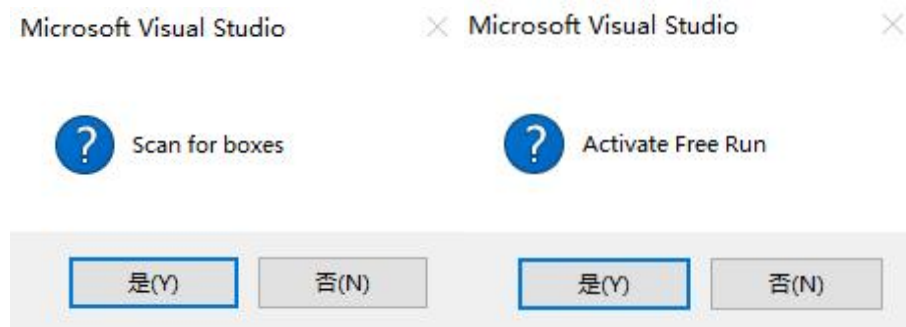 Microsoft Visual Studio
Scan for boxes
是(Y)
否(N)
Microsoft Visual Studio
Activate Free Run
是(Y)
否(N)